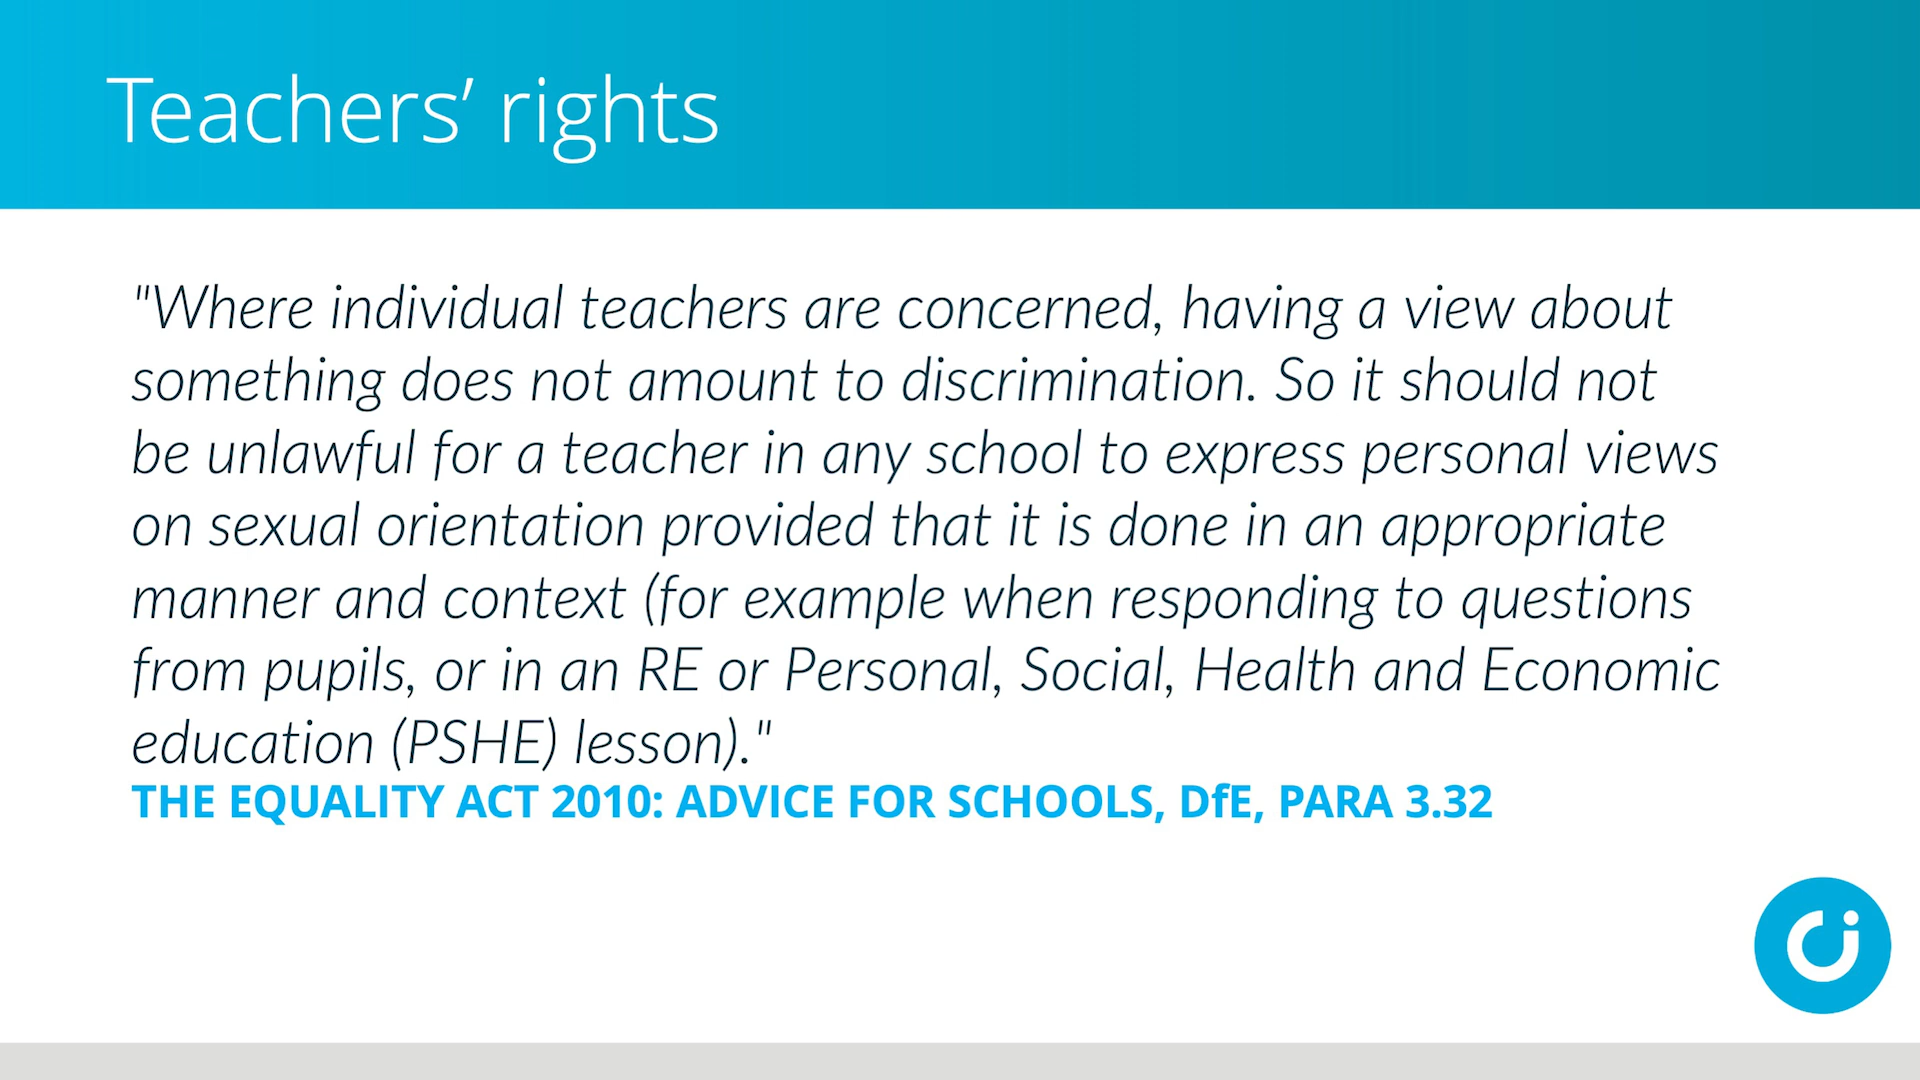 Teachers’ rights
"Where individual teachers are concerned, having a view about
something does not amount to discrimination. So it should not
be unlawful for a teacher in any school to express personal views
on sexual orientation provided that it is done in an appropriate
manner and context (for example when responding to questions
from pupils, or in an RE or Personal, Social, Health and Economic
education (PSHE) lesson)."
THE EQUALITY ACT 2010: ADVICE FOR SCHOOLS, DfE, PARA 3.32